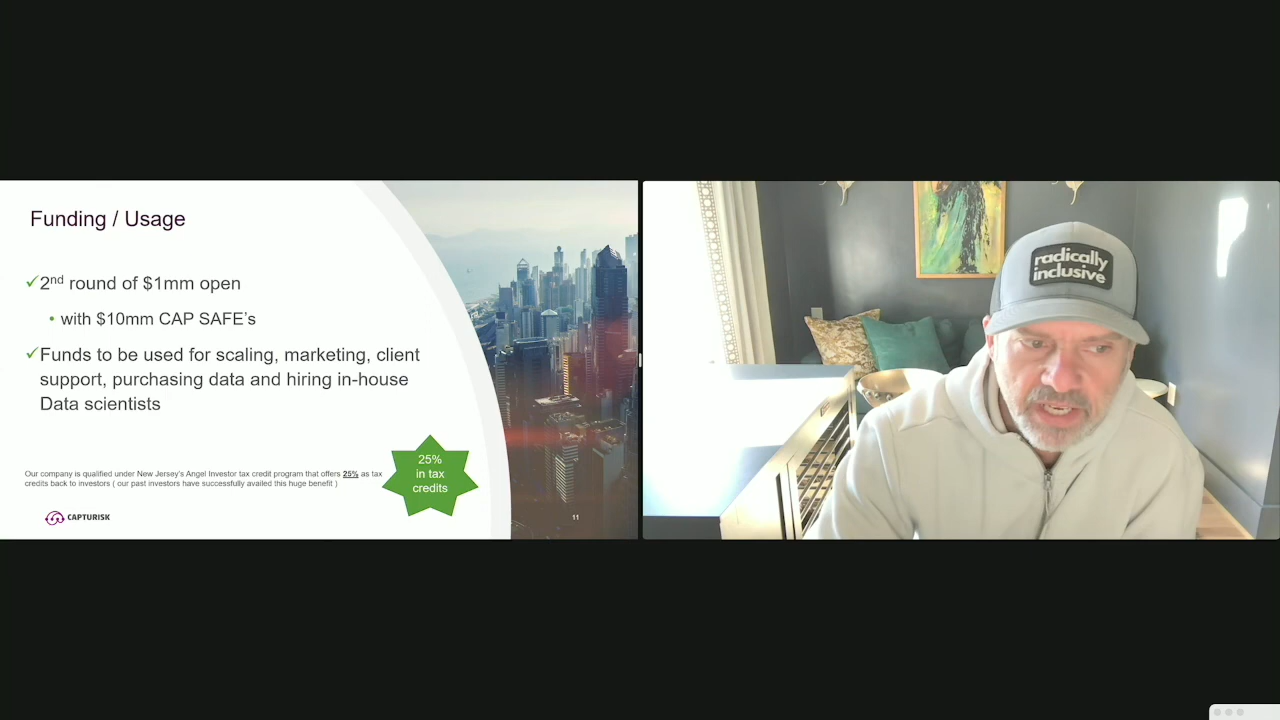 Funding / Usage
✓2nd round of $1mm open
• with $10mm CAP SAFE's
✓Funds to be used for scaling, marketing, client
support, purchasing data and hiring in-house
Data scientists
Our company is qualified under New Jersey's Angel Investor tax credit program that offers 25% as tax
credits back to investors ( our past investors have successfully availed this huge benefit )
25%
in tax
credits
CAPTURISK
11
radically
inclusive